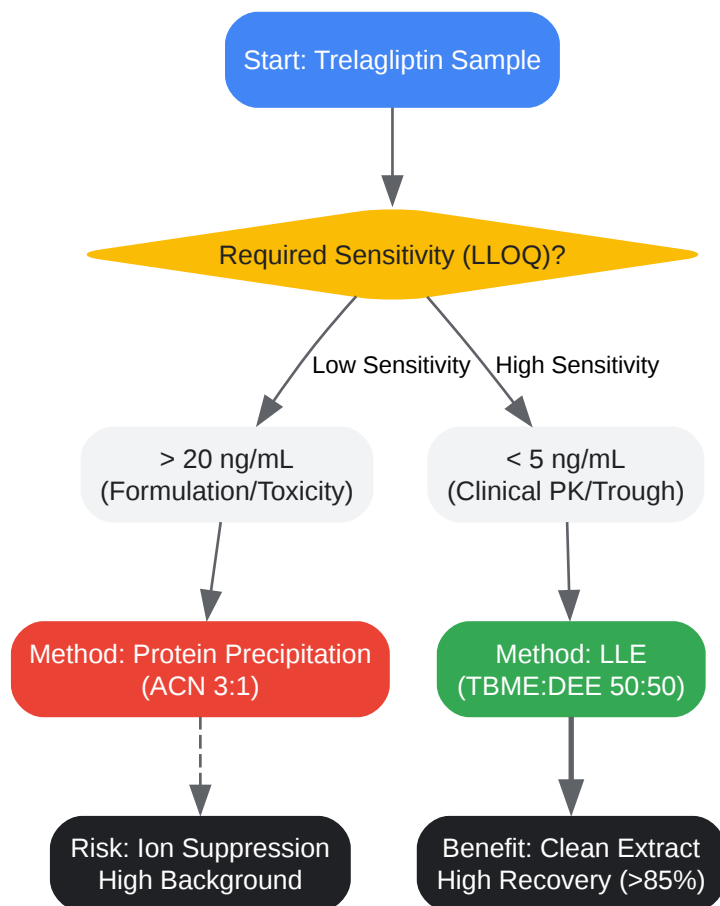 Start: Trelagliptin Sample
Required Sensitivity (LLOQ)?
Low Sensitivity
High Sensitivity
> 20 ng/mL
(Formulation/Toxicity)
< 5 ng/mL
(Clinical PK/Trough)
Method: Protein Precipitation
(ACN 3:1)
Method: LLE
(TBME:DEE 50:50)
Risk: Ion Suppression
High Background
Benefit: Clean Extract
High Recovery (>85%)